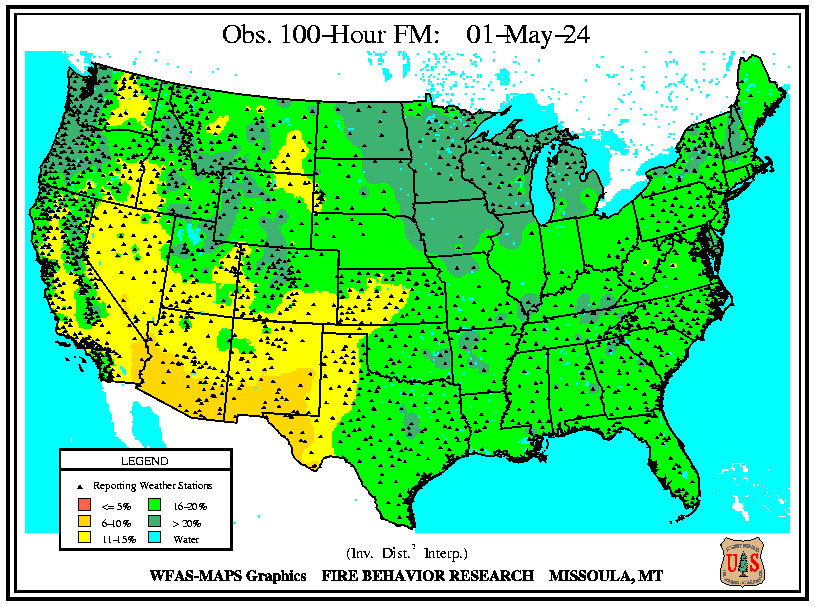 Obs. 100-Hour FM: 01-May-24
LEGEND
Reporting Weather Stations
<= 5% 16-20%
6-10% > 20%
11-15% Water
(Inv. Dist.² Interp.)
WFAS-MAPS Graphics FIRE BEHAVIOR RESEARCH MISSOULA, MT
U S